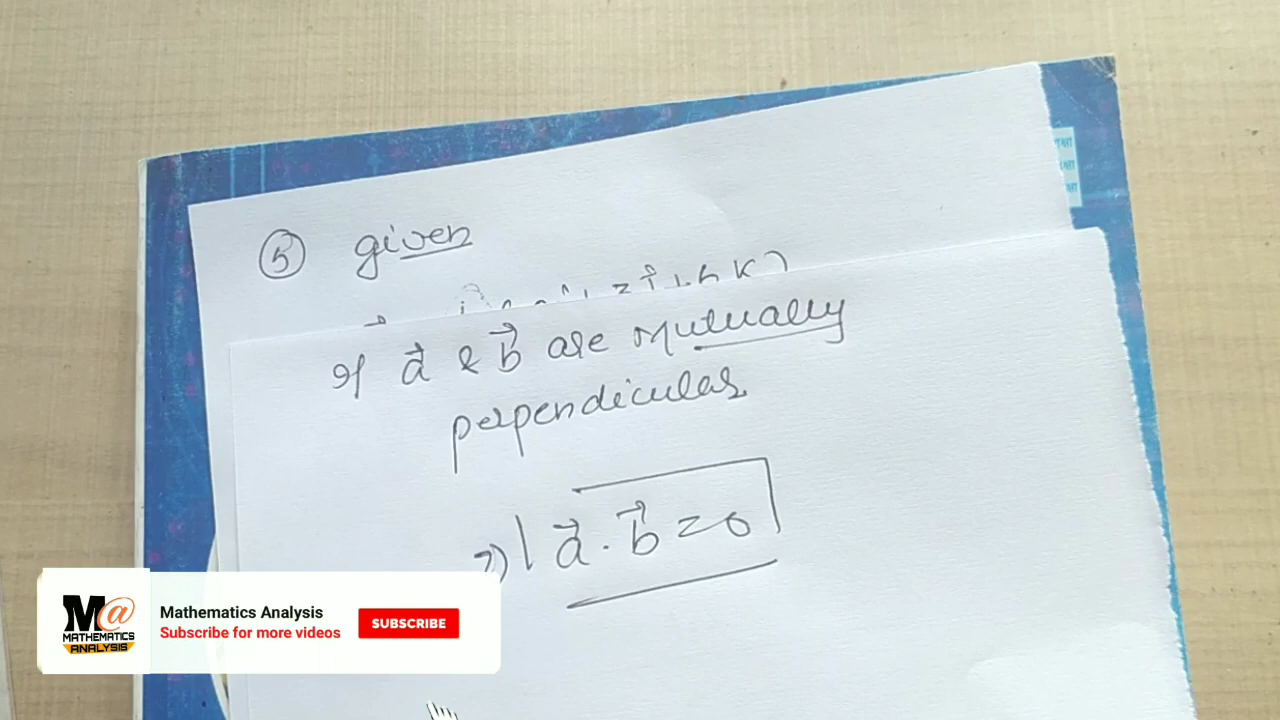 5 given
If a⃗ & b⃗ are mutually
perpendicular
⇒ a⃗ . b⃗ = 0
M@
MATHEMATICS
ANALYSIS
Mathematics Analysis
Subscribe for more videos
SUBSCRIBE